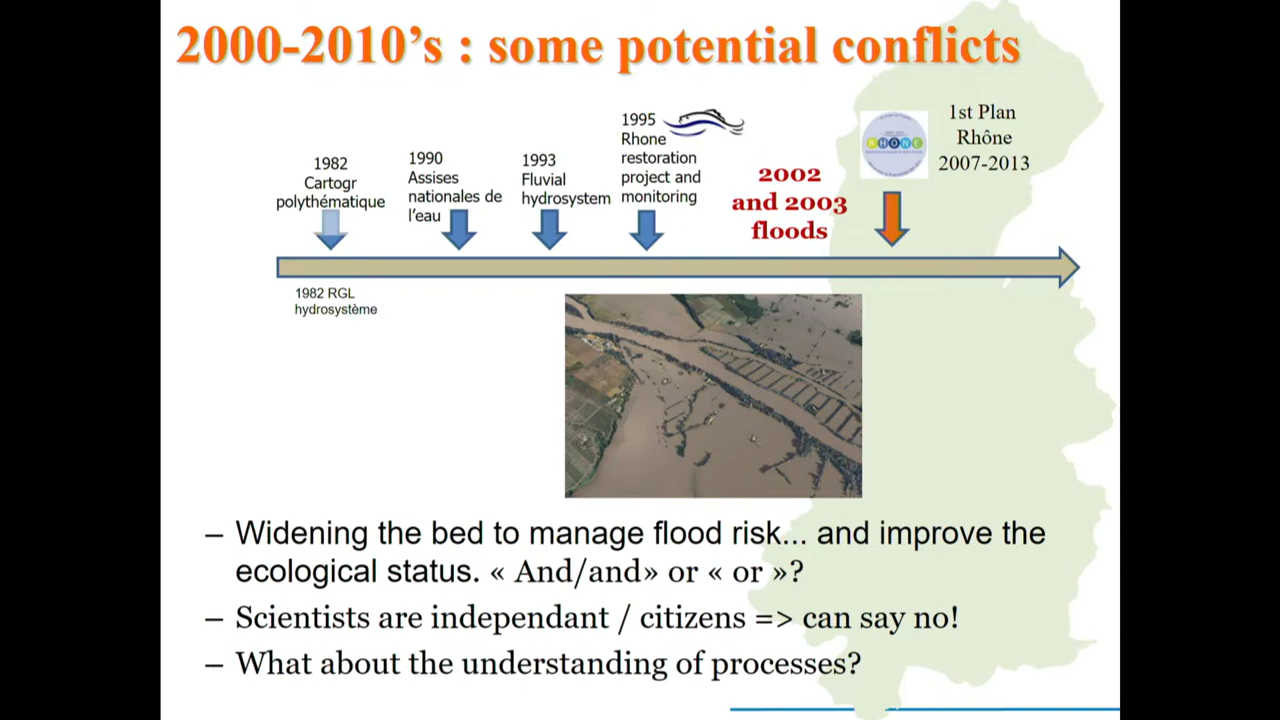 2000-2010’s : some potential conflicts
1982
Cartogr
polythématique
1990
Assises
nationales de
l’eau
1993
Fluvial
hydrosystem
1995
Rhone
restoration
project and
monitoring
2002
and 2003
floods
RHONE
1st Plan
Rhône
2007-2013
1982 RGL
hydrosystème
– Widening the bed to manage flood risk... and improve the
ecological status. « And/and» or « or »?
– Scientists are independant / citizens => can say no!
– What about the understanding of processes?